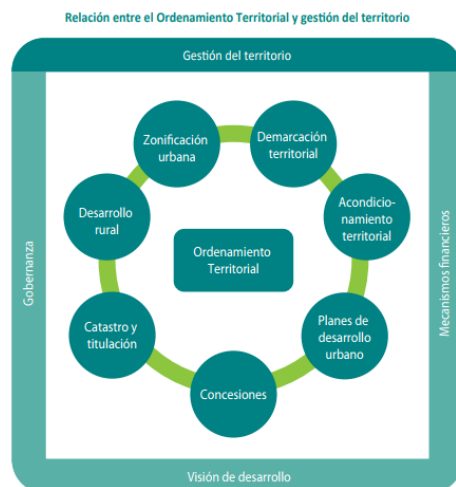 Relación entre el Ordenamiento Territorial y gestión del territorio
Gestión del territorio
Zonificación
urbana
Demarcación
territorial
Desarrollo
rural
Acondicio-
namiento
territorial
Ordenamiento
Territorial
Catastro y
titulación
Planes de
desarrollo
urbano
Concesiones
Gobernanza
Mecanismos financieros
Visión de desarrollo